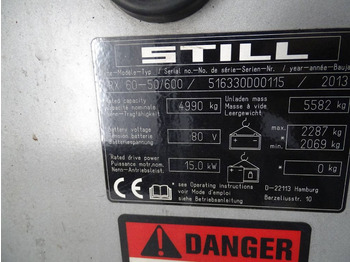 STILL
-Modèle-Typ / Serial no.-No. de série-Serien-Nr. / year-année-Baujahr
RX 60-50/600 / 516330D00115 / 2013
Rated capacity
Capacité nominale
Nenn-Tragfähigkeit
4990 kg
Unladen mass
Masse à vide
Leergewicht
5582 kg
Battery voltage
Tension batterie
Batteriespannung
80 V
max. *
2287 kg
min. *
2069 kg
Rated drive power
Puissance motr.nom.
Nenn-Antriebsleist.
15.0 kW
*
0 kg
CE
* see Operating instructions
voir Mode d'emploi
siehe Betriebsanleitung
D-22113 Hamburg
Berzeliusstr. 10
DANGER